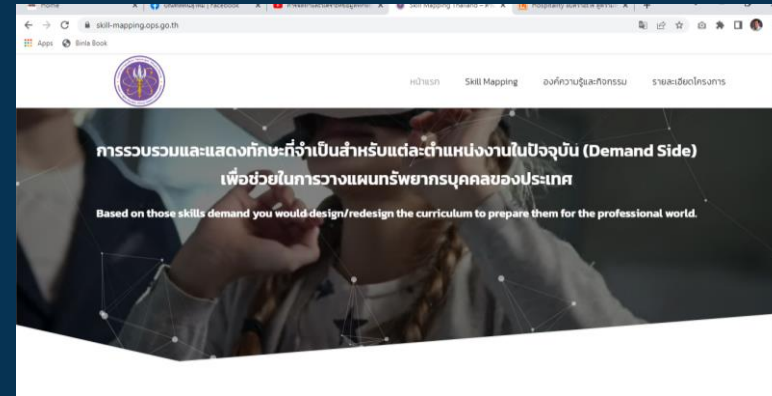 Home
Facebook
Skill Mapping Thailand –
skill-mapping.ops.go.th
Apps
Binla Book
หน้าแรก
Skill Mapping
องค์ความรู้และกิจกรรม
รายละเอียดโครงการ
การรวบรวมและแสดงทักษะที่จำเป็นสำหรับแต่ละตำแหน่งงานในปัจจุบัน (Demand Side)
เพื่อช่วยในการวางแผนทรัพยากรบุคคลของประเทศ
Based on those skills demand you would design/redesign the curriculum to prepare them for the professional world.